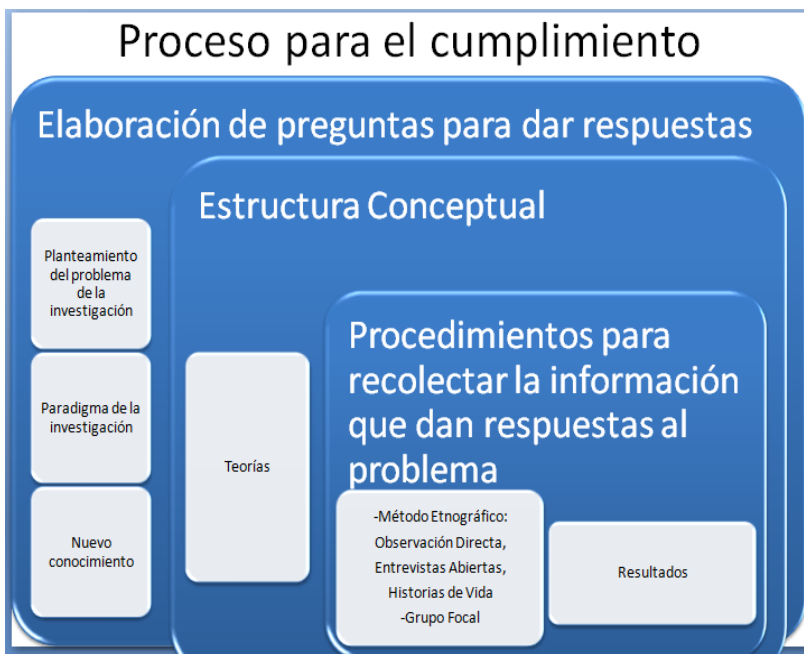 Proceso para el cumplimiento
Elaboración de preguntas para dar respuestas
Estructura Conceptual
Planteamiento
del problema
de la
investigación
Paradigma de la
investigación
Nuevo
conocimiento
Teorías
Procedimientos para
recolectar la información
que dan respuestas al
problema
-Método Etnográfico:
Observación Directa,
Entrevistas Abiertas,
Historias de Vida
-Grupo Focal
Resultados